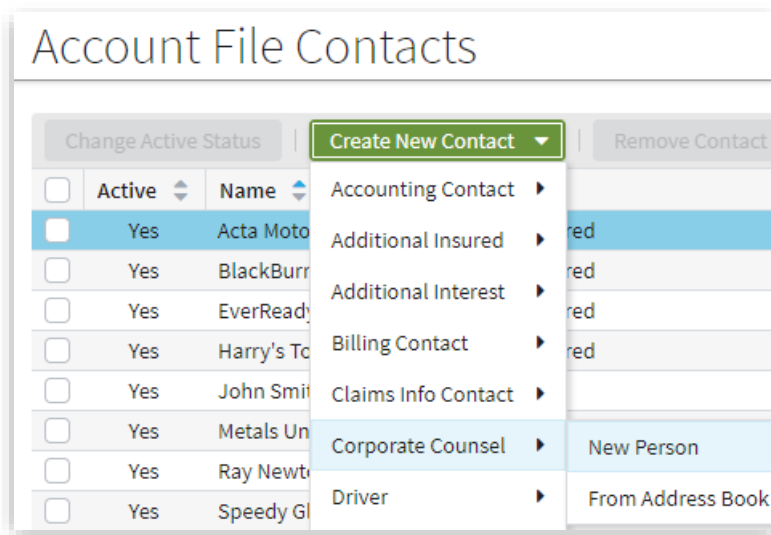 Account File Contacts
Change Active Status | Create New Contact | Remove Contact
Active Name Accounting Contact
Yes Acta Moto Additional Insured red
Yes BlackBurr Additional Interest red
Yes EverReady red
Yes Harry's To Billing Contact red
Yes John Smit Claims Info Contact
Yes Metals Un Corporate Counsel New Person
Yes Ray Newt
Yes Speedy Gl Driver From Address Book